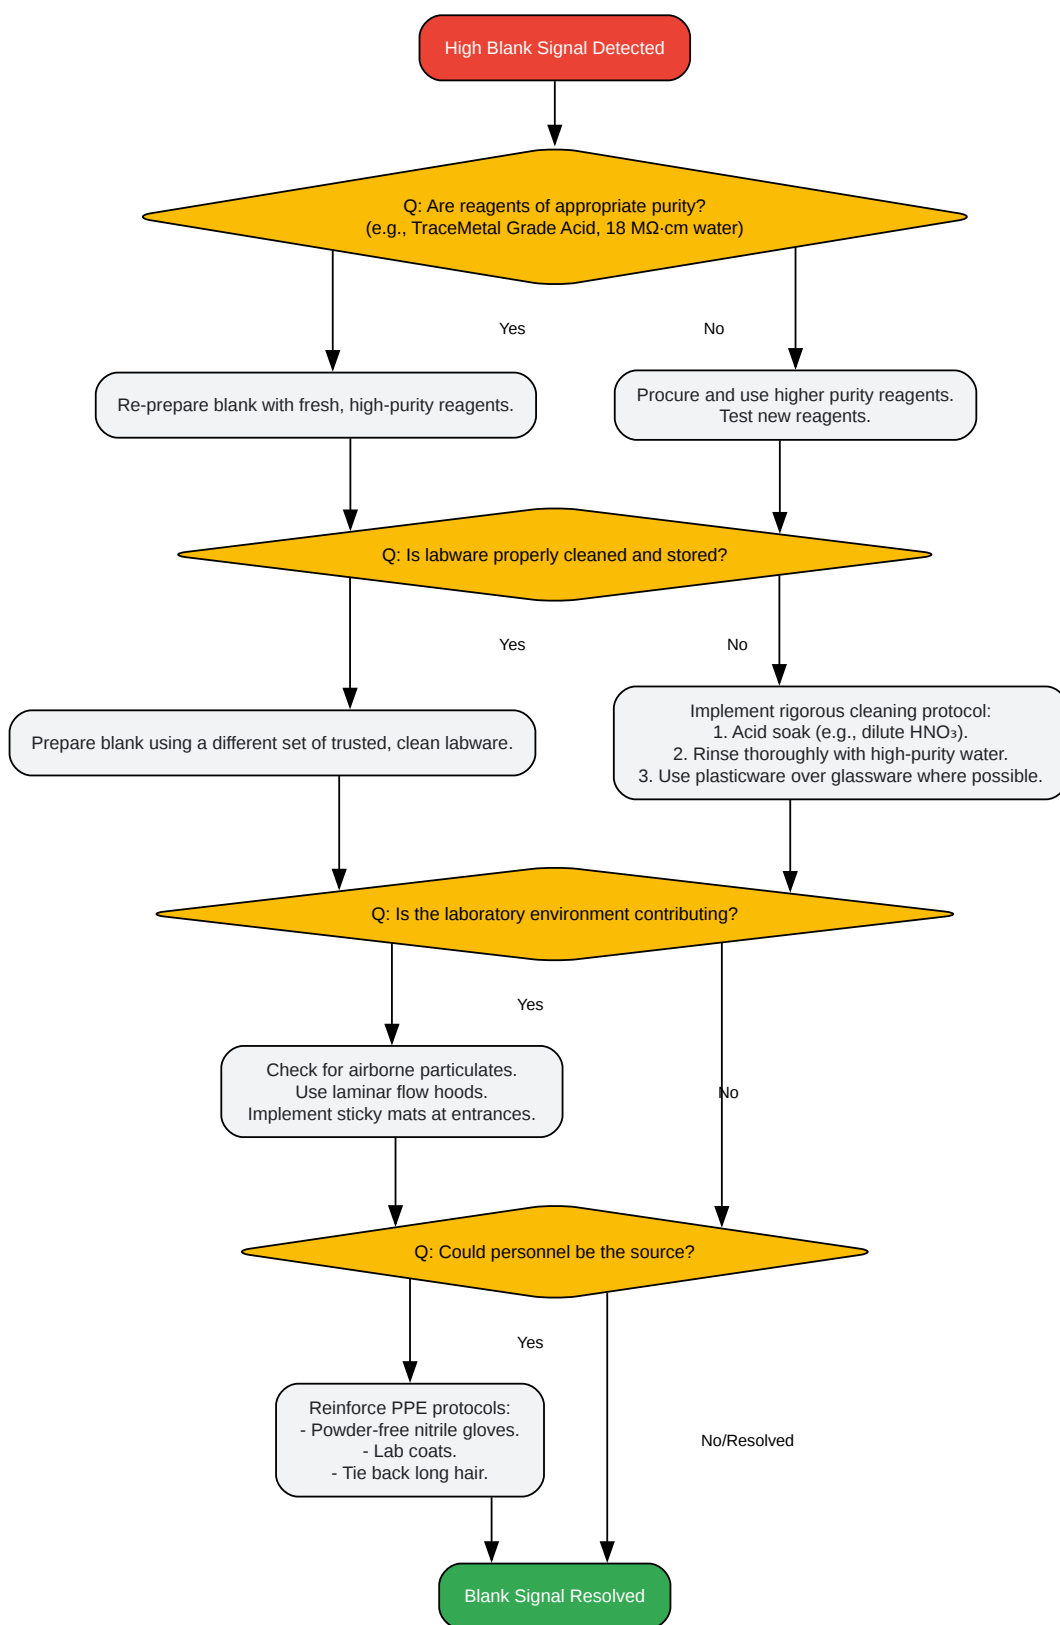 High Blank Signal Detected
Q: Are reagents of appropriate purity?
(e.g., TraceMetal Grade Acid, 18 MΩ·cm water)
Yes
No
Re-prepare blank with fresh, high-purity reagents.
Procure and use higher purity reagents.
Test new reagents.
Q: Is labware properly cleaned and stored?
Yes
No
Prepare blank using a different set of trusted, clean labware.
Implement rigorous cleaning protocol:
1. Acid soak (e.g., dilute HNO₃).
2. Rinse thoroughly with high-purity water.
3. Use plasticware over glassware where possible.
Q: Is the laboratory environment contributing?
Yes
No
Check for airborne particulates.
Use laminar flow hoods.
Implement sticky mats at entrances.
Q: Could personnel be the source?
Yes
No/Resolved
Reinforce PPE protocols:
- Powder-free nitrile gloves.
- Lab coats.
- Tie back long hair.
Blank Signal Resolved